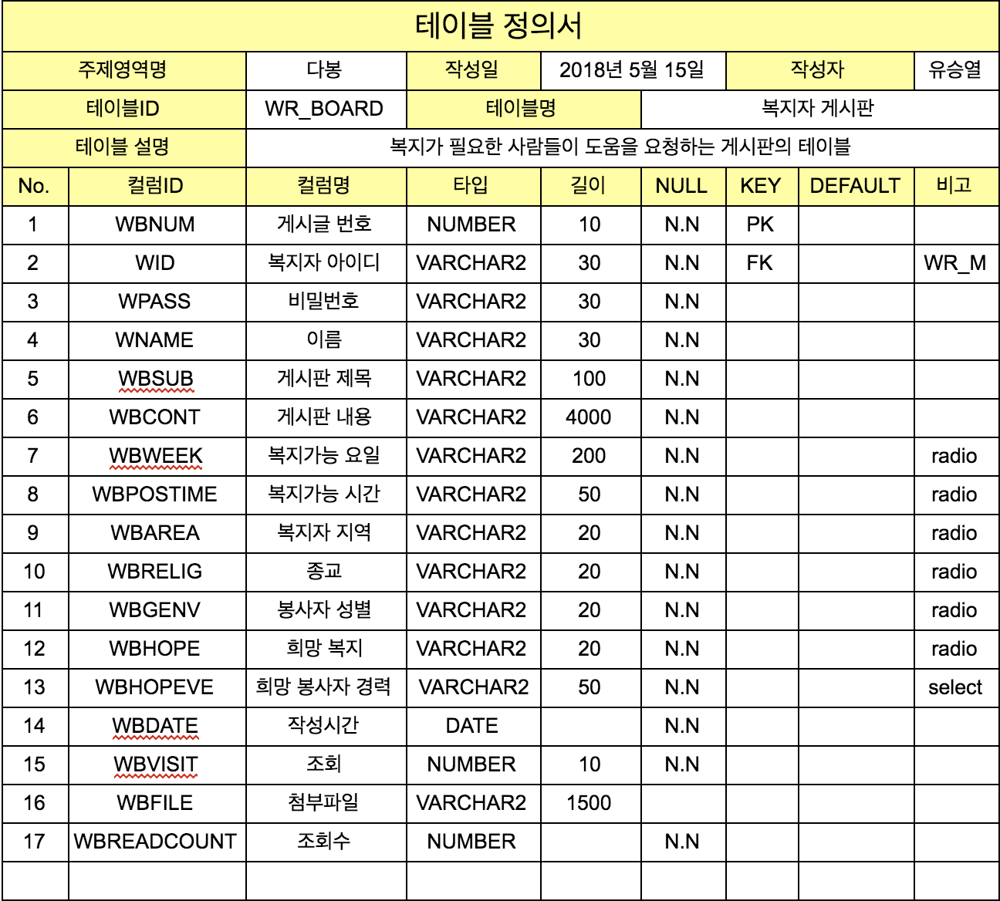 테이블 정의서
주제영역명 다봉 작성일 2018년 5월 15일 작성자 유승열
테이블ID WR_BOARD 테이블명 복지자 게시판
테이블 설명 복지가 필요한 사람들이 도움을 요청하는 게시판의 테이블
No. 컬럼ID 컬럼명 타입 길이 NULL KEY DEFAULT 비고
1 WBNUM 게시글 번호 NUMBER 10 N.N PK
2 WID 복지자 아이디 VARCHAR2 30 N.N FK WR_M
3 WPASS 비밀번호 VARCHAR2 30 N.N
4 WNAME 이름 VARCHAR2 30 N.N
5 WBSUB 게시판 제목 VARCHAR2 100 N.N
6 WBCONT 게시판 내용 VARCHAR2 4000 N.N
7 WBWEEK 복지가능 요일 VARCHAR2 200 N.N radio
8 WBPOSTIME 복지가능 시간 VARCHAR2 50 N.N radio
9 WBAREA 복지자 지역 VARCHAR2 20 N.N radio
10 WBRELIG 종교 VARCHAR2 20 N.N radio
11 WBGENV 봉사자 성별 VARCHAR2 20 N.N radio
12 WBHOPE 희망 복지 VARCHAR2 20 N.N radio
13 WBHOPEVE 희망 봉사자 경력 VARCHAR2 50 N.N select
14 WBDATE 작성시간 DATE N.N
15 WBVISIT 조회 NUMBER 10 N.N
16 WBFILE 첨부파일 VARCHAR2 1500
17 WBREADCOUNT 조회수 NUMBER N.N